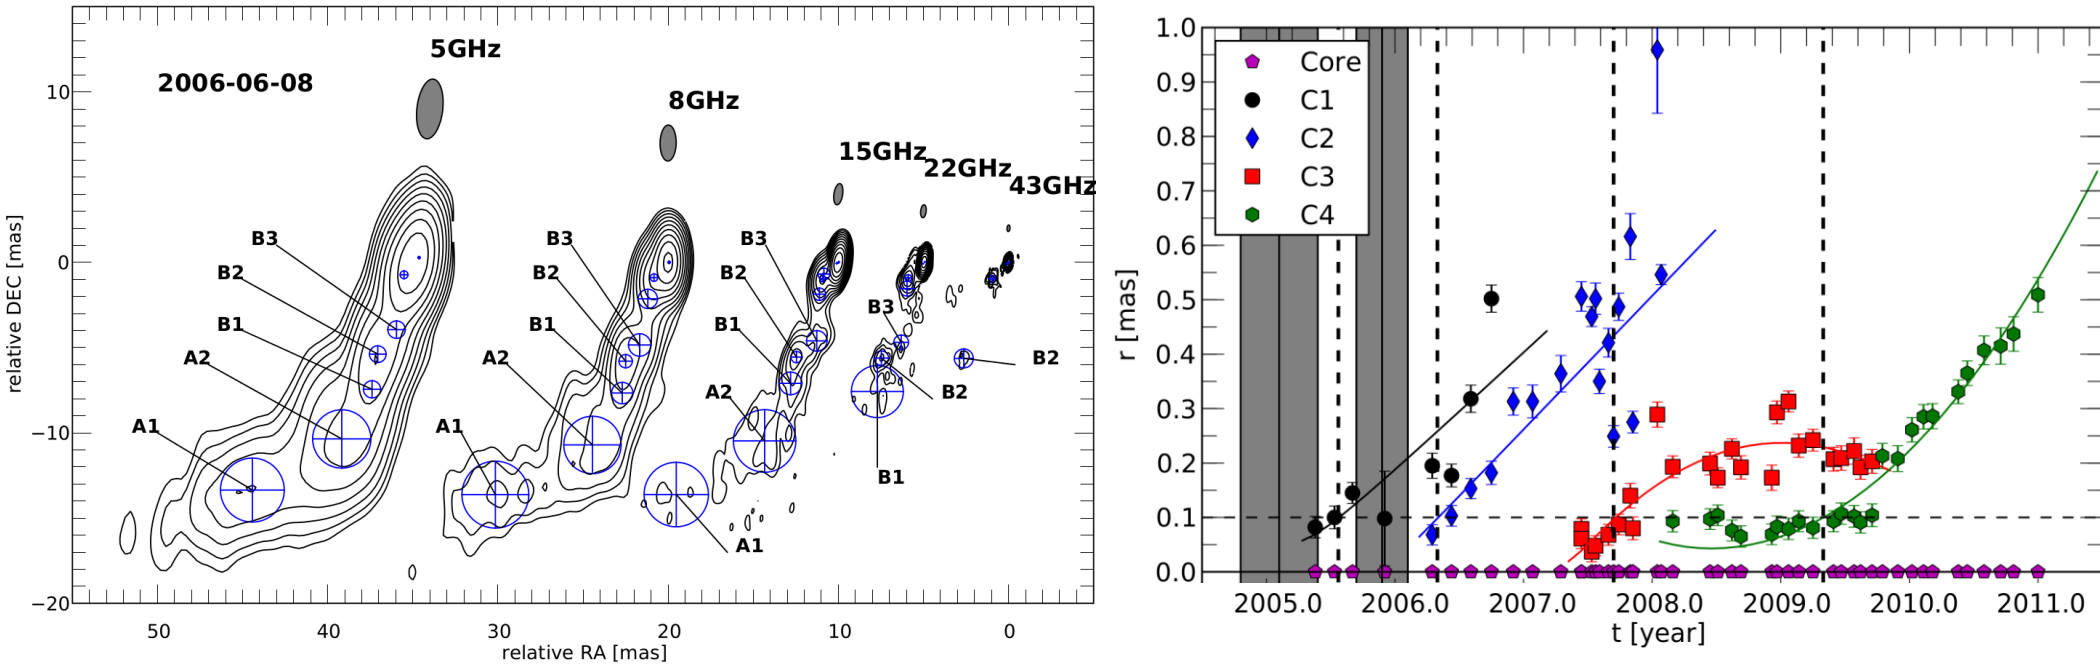 5GHz
2006-06-08
8GHz
15GHz
22GHz
43GHz
B3
B2
B1
A2
A1
B3
B2
B1
A2
A1
B3
B2
B1
A2
A1
B3
B2
B1
B2
10
0
−10
−20
50
40
30
20
10
0
relative DEC [mas]
relative RA [mas]
Core
C1
C2
C3
C4
1.0
0.9
0.8
0.7
0.6
0.5
0.4
0.3
0.2
0.1
0.0
r [mas]
2005.0 2006.0 2007.0 2008.0 2009.0 2010.0 2011.0
t [year]